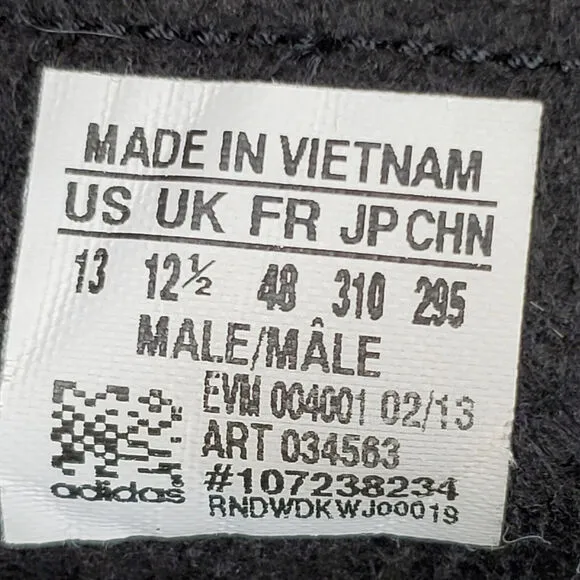 MADE IN VIETNAM
US UK FR JP CHN
13 12½ 48 310 295
MALE/MÂLE
EVM 004001 02/13
ART 034563
#107238234
adidas RNDWDKWJ00019